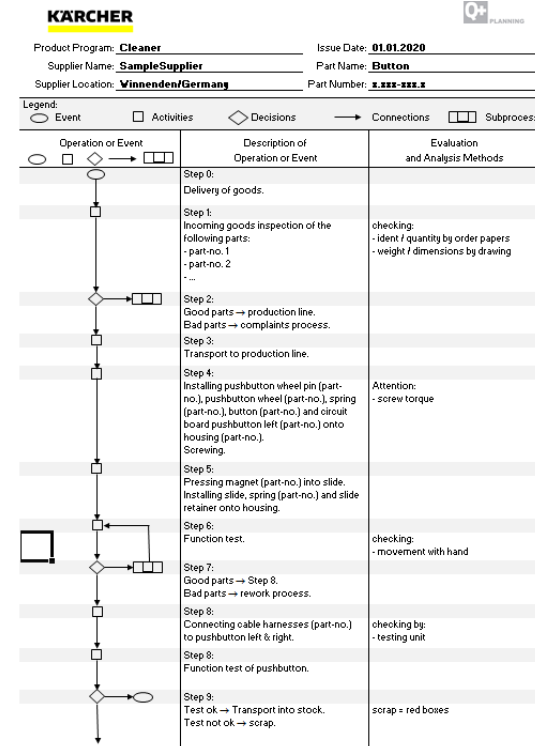 KÄRCHER
Q+ PLANNING
Product Program: Cleaner
Issue Date: 01.01.2020
Supplier Name: SampleSupplier
Part Name: Button
Supplier Location: Winnenden/Germany
Part Number: x.xxx-xxx.x
Legend:
Event
Activities
Decisions
Connections
Subproces
Operation or Event
Description of
Operation or Event
Evaluation
and Analysis Methods
Step 0:
Delivery of goods.
Step 1:
Incoming goods inspection of the
following parts:
- part-no. 1
- part-no. 2
- ...
checking:
- ident / quantity by order papers
- weight / dimensions by drawing
Step 2:
Good parts → production line.
Bad parts → complaints process.
Step 3:
Transport to production line.
Step 4:
Installing pushbutton wheel pin (part-
no.), pushbutton wheel (part-no.), spring
(part-no.), button (part-no.) and circuit
board pushbutton left (part-no.) onto
housing (part-no.).
Screwing.
Attention:
- screw torque
Step 5:
Pressing magnet (part-no.) into slide.
Installing slide, spring (part-no.) and slide
retainer onto housing.
Step 6:
Function test.
checking:
- movement with hand
Step 7:
Good parts → Step 8.
Bad parts → rework process.
Step 8:
Connecting cable harnesses (part-no.)
to pushbutton left & right.
checking by:
- testing unit
Step 8:
Function test of pushbutton.
Step 9:
Test ok → Transport into stock.
Test not ok → scrap.
scrap = red boxes